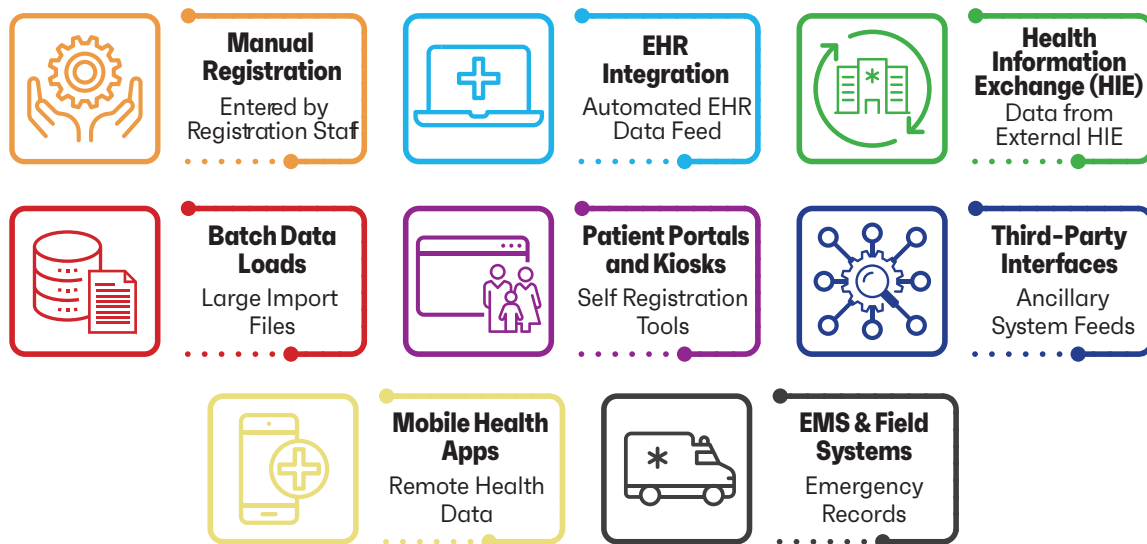 Manual
Registration
Entered by
Registration Staff
EHR
Integration
Automated EHR
Data Feed
Health
Information
Exchange (HIE)
Data from
External HIE
Batch Data
Loads
Large Import
Files
Patient Portals
and Kiosks
Self Registration
Tools
Third-Party
Interfaces
Ancillary
System Feeds
Mobile Health
Apps
Remote Health
Data
EMS & Field
Systems
Emergency
Records